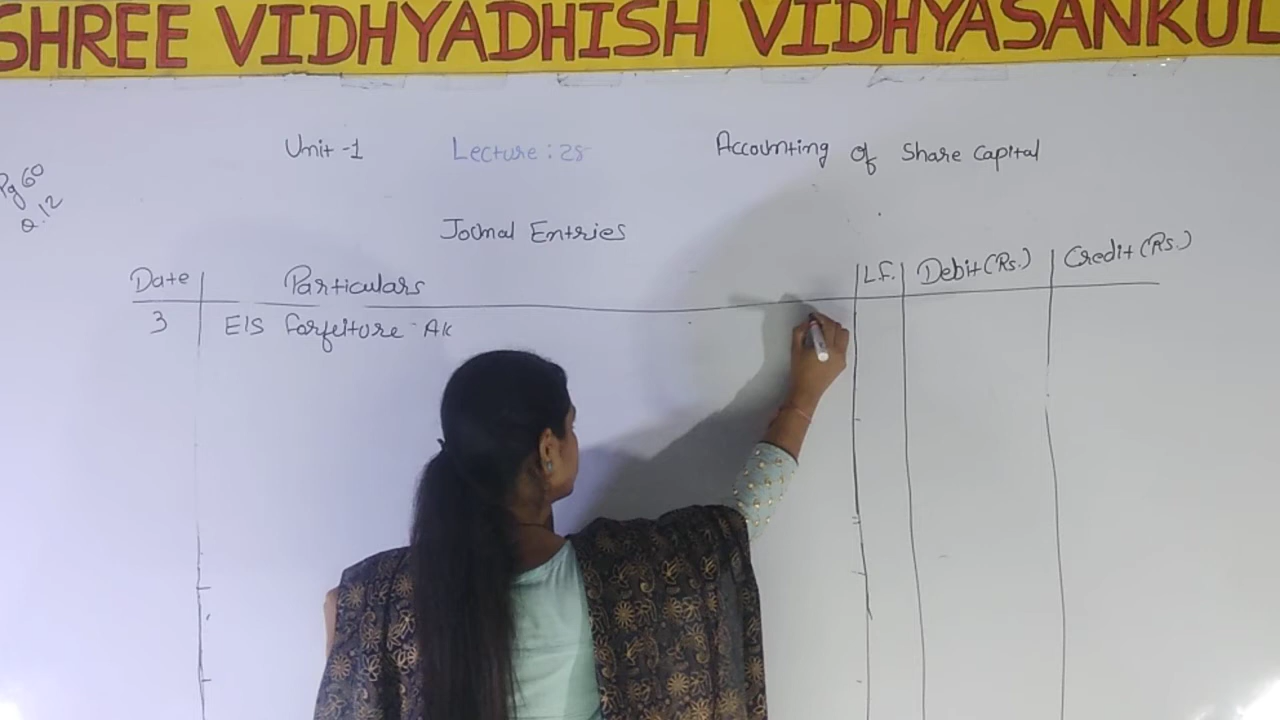 SHREE VIDHYADHISH VIDHYASANKUL
Unit -1 Lecture : 28 Accounting of Share Capital
Pg 60
Q.12
Journal Entries
Date Particulars L.F. Debit (Rs.) Credit (Rs.)
3 E/S forfeiture A/c